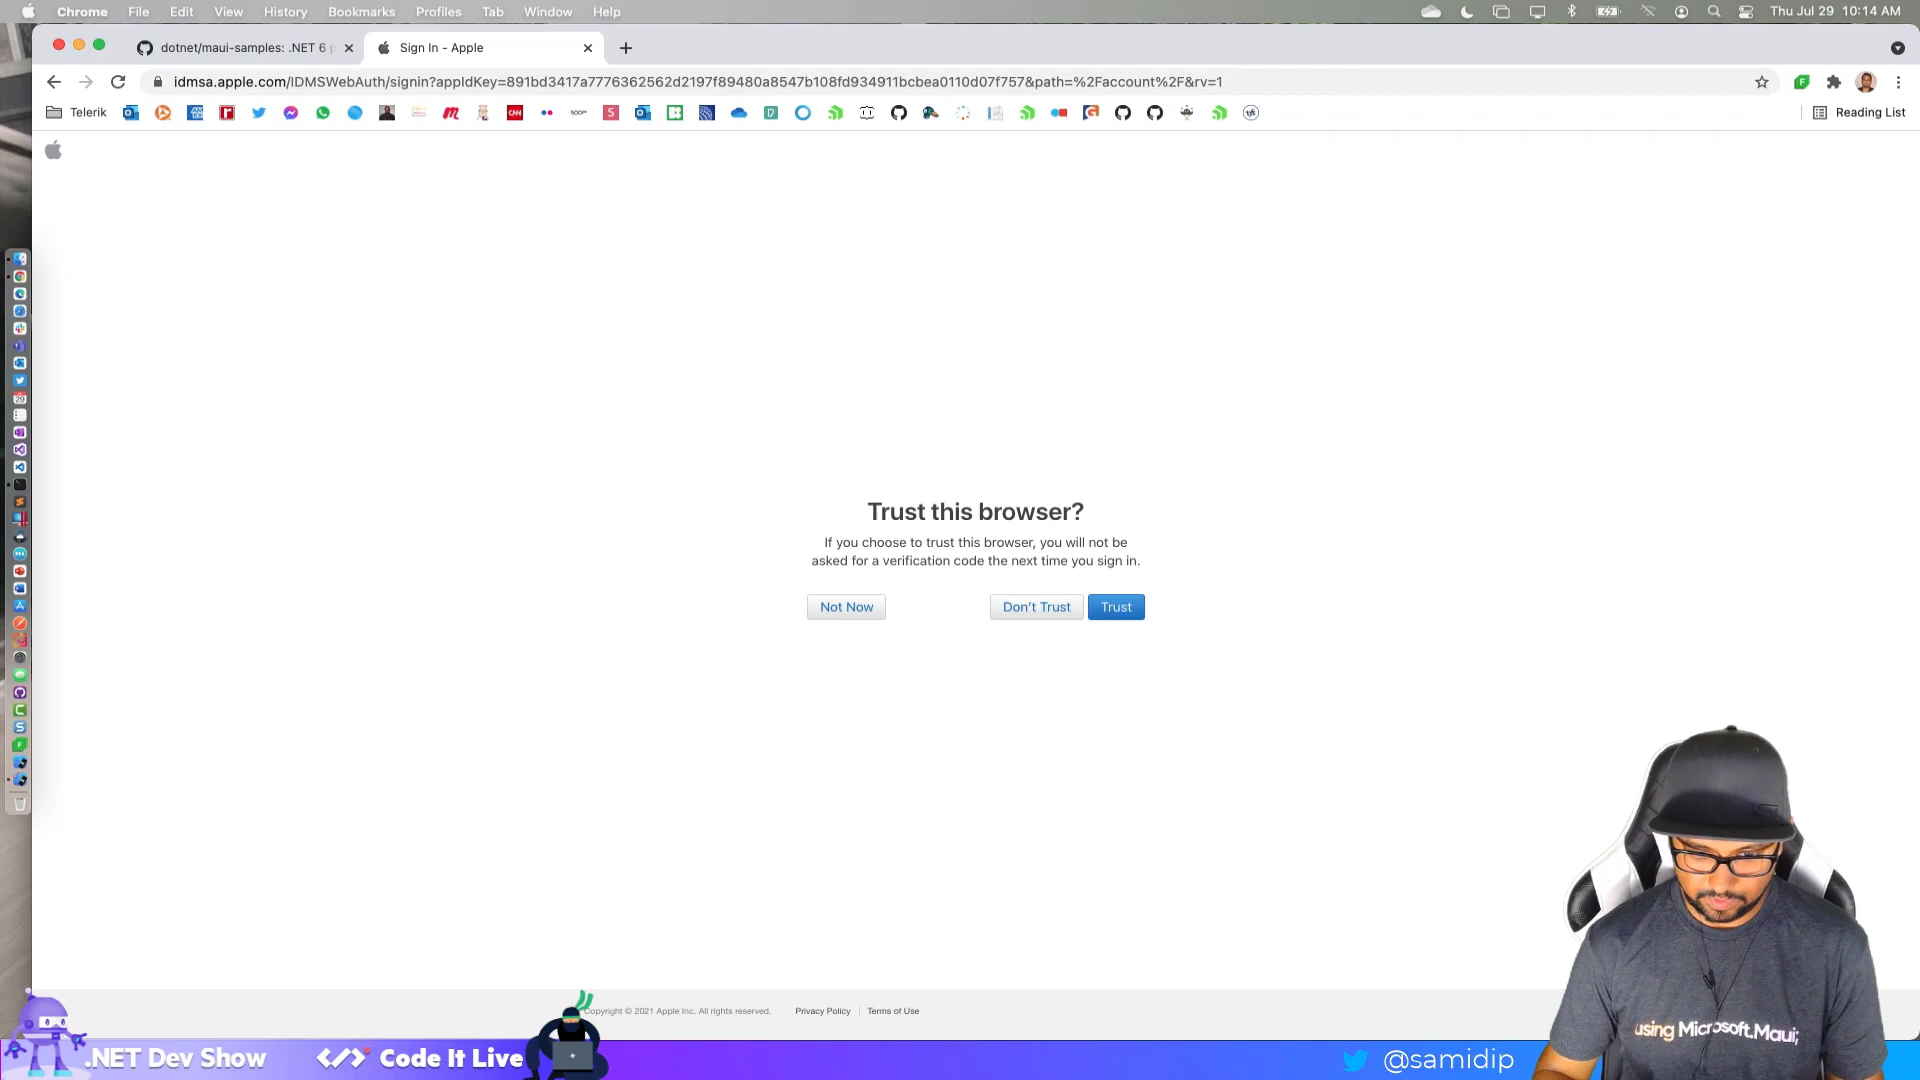 Chrome File Edit View History Bookmarks Profiles Tab Window Help
Thu Jul 29 10:14 AM
dotnet/maui-samples: .NET 6 p
Sign In - Apple
idmsa.apple.com/IDMSWebAuth/signin?appIdKey=891bd3417a7776362562d2197f89480a8547b108fd934911bcbea0110d07f757&path=%2Faccount%2F&rv=1
Telerik
CNN
Reading List
Trust this browser?
If you choose to trust this browser, you will not be
asked for a verification code the next time you sign in.
Not Now
Don't Trust
Trust
Copyright © 2021 Apple Inc. All rights reserved.
Privacy Policy
Terms of Use
using Microsoft.Maui;
.NET Dev Show
Code It Live
@samidip